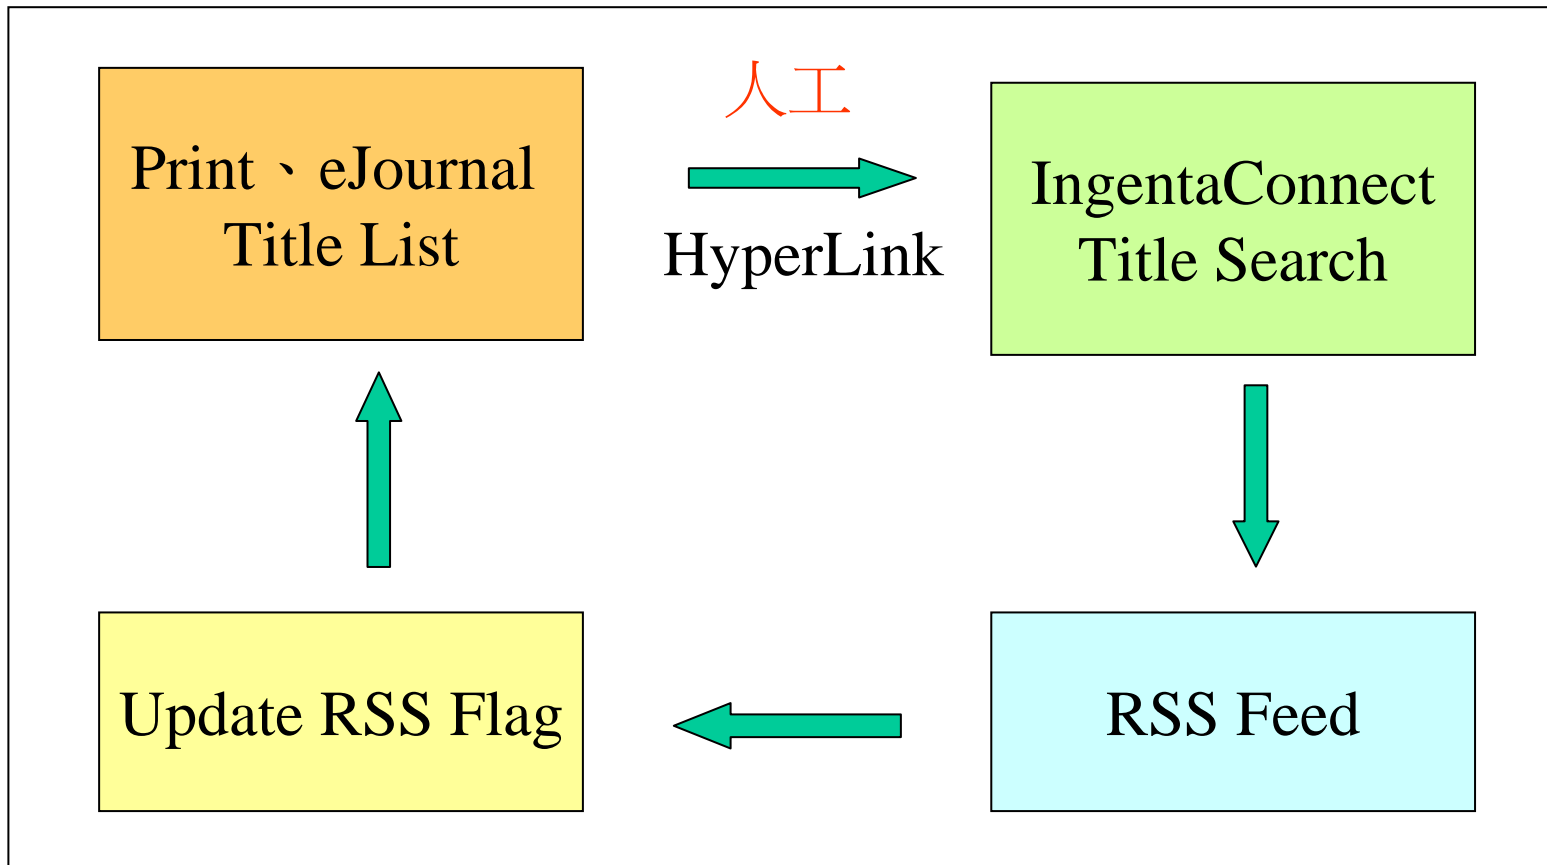 Print、eJournal
Title List
人工
HyperLink
IngentaConnect
Title Search
Update RSS Flag
RSS Feed